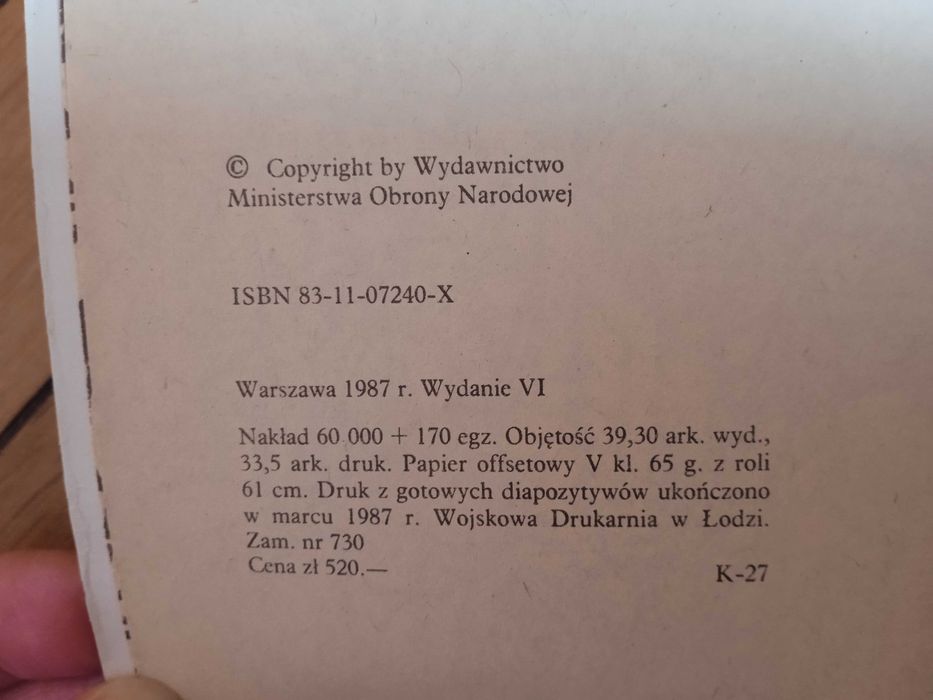 © Copyright by Wydawnictwo
Ministerstwa Obrony Narodowej
ISBN 83-11-07240-X
Warszawa 1987 r. Wydanie VI
Nakład 60 000 + 170 egz. Objętość 39,30 ark. wyd.,
33,5 ark. druk. Papier offsetowy V kl. 65 g. z roli
61 cm. Druk z gotowych diapozytywów ukończono
w marcu 1987 r. Wojskowa Drukarnia w Łodzi.
Zam. nr 730
Cena zł 520.—
K-27